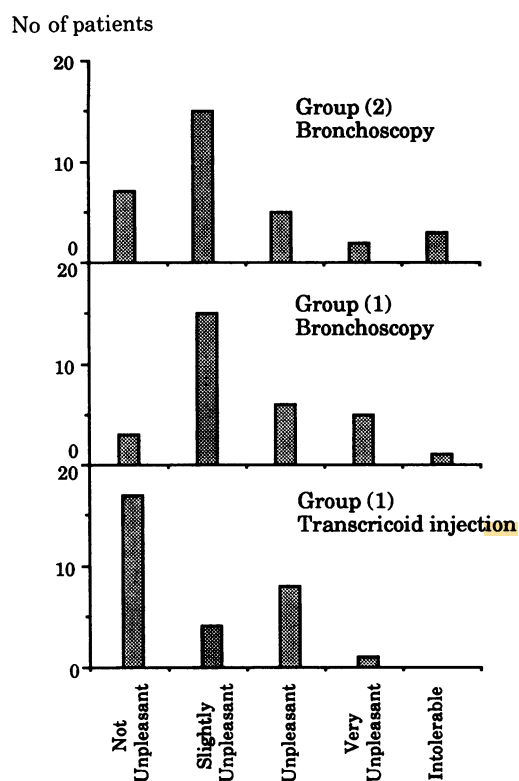 No of patients
20
Group (2)
Bronchoscopy
10
0
20
Group (1)
Bronchoscopy
10
0
20
Group (1)
Transcricoid injection
10
0
Not
Unpleasant
Slightly
Unpleasant
Unpleasant
Very
Unpleasant
Intolerable